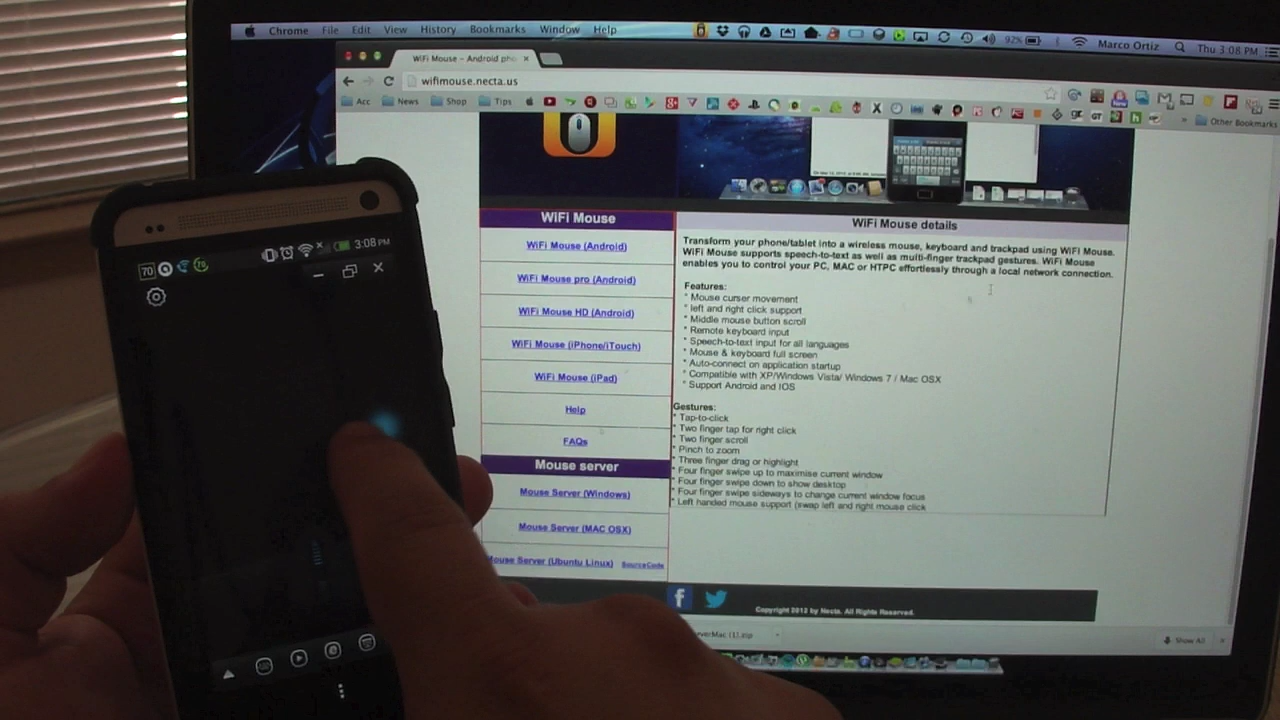 Chrome File Edit View History Bookmarks Window Help 92% Marco Ortiz Thu 3:08 PM
WiFi Mouse - Android pho
wifimouse.necta.us
Acc News Shop Tips Other Bookmarks
WiFi Mouse
WiFi Mouse (Android)
WiFi Mouse pro (Android)
WiFi Mouse HD (Android)
WiFi Mouse (iPhone/iTouch)
WiFi Mouse (iPad)
Help
FAQs
Mouse server
Mouse Server (Windows)
Mouse Server (MAC OSX)
Mouse Server (Ubuntu Linux) SourceCode
WiFi Mouse details
Transform your phone/tablet into a wireless mouse, keyboard and trackpad using WiFi Mouse.
WiFi Mouse supports speech-to-text as well as multi-finger trackpad gestures. WiFi Mouse
enables you to control your PC, MAC or HTPC effortlessly through a local network connection.
Features:
* Mouse curser movement
* left and right click support
* Middle mouse button scroll
* Remote keyboard input
* Speech-to-text input for all languages
* Mouse & keyboard full screen
* Auto-connect on application startup
* Compatible with XP/Windows Vista/ Windows 7 / Mac OSX
* Support Android and IOS
Gestures:
* Tap-to-click
* Two finger tap for right click
* Two finger scroll
* Pinch to zoom
* Three finger drag or highlight
* Four finger swipe up to maximise current window
* Four finger swipe down to show desktop
* Four finger swipe sideways to change current window focus
* Left handed mouse support (swap left and right mouse click
Copyright 2012 by Necta. All Rights Reserved.
verMac (1).zip
Show All
70 3:08 PM